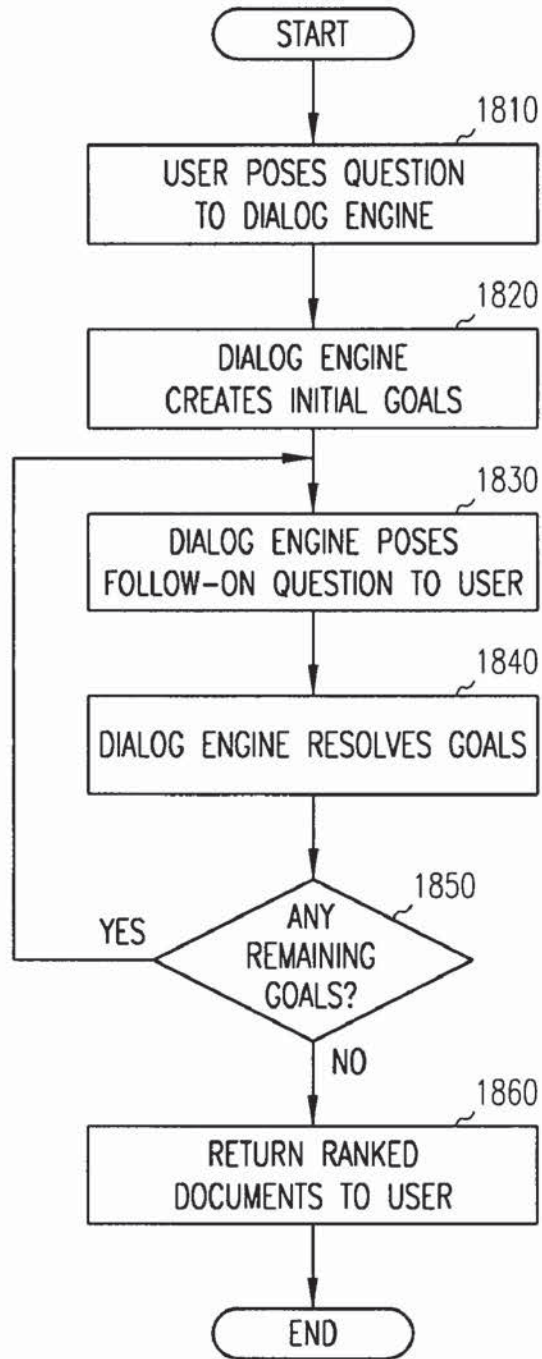 START
1810
USER POSES QUESTION
TO DIALOG ENGINE
1820
DIALOG ENGINE
CREATES INITIAL GOALS
1830
DIALOG ENGINE POSES
FOLLOW-ON QUESTION TO USER
1840
DIALOG ENGINE RESOLVES GOALS
1850
YES
ANY
REMAINING
GOALS?
NO
1860
RETURN RANKED
DOCUMENTS TO USER
END